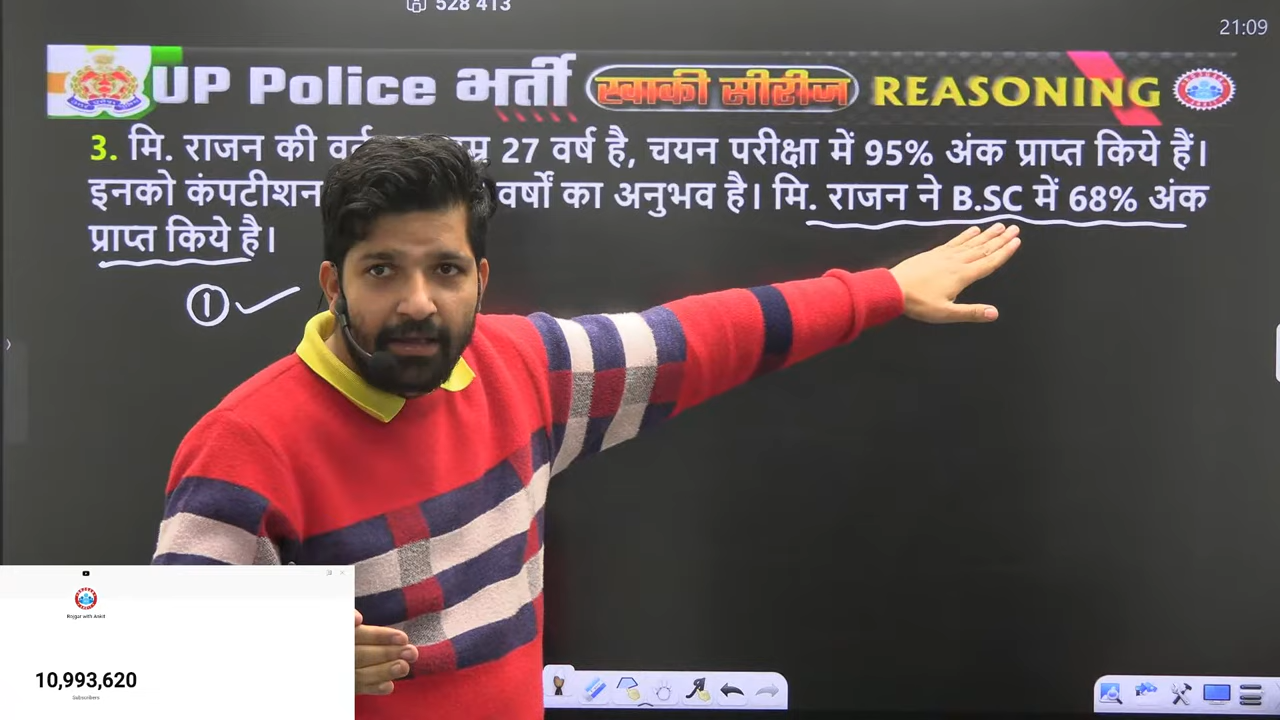 528 413
21:09
UP Police भर्ती खाकी सीरीज REASONING
3. मि. राजन की 27 वर्ष है, चयन परीक्षा में 95% अंक प्राप्त किये हैं।
इनको कंपटीशन वर्षों का अनुभव है। मि. राजन ने B.SC में 68% अंक
प्राप्त किये है।
1
Rojgar with Ankit
10,993,620
Subscribers